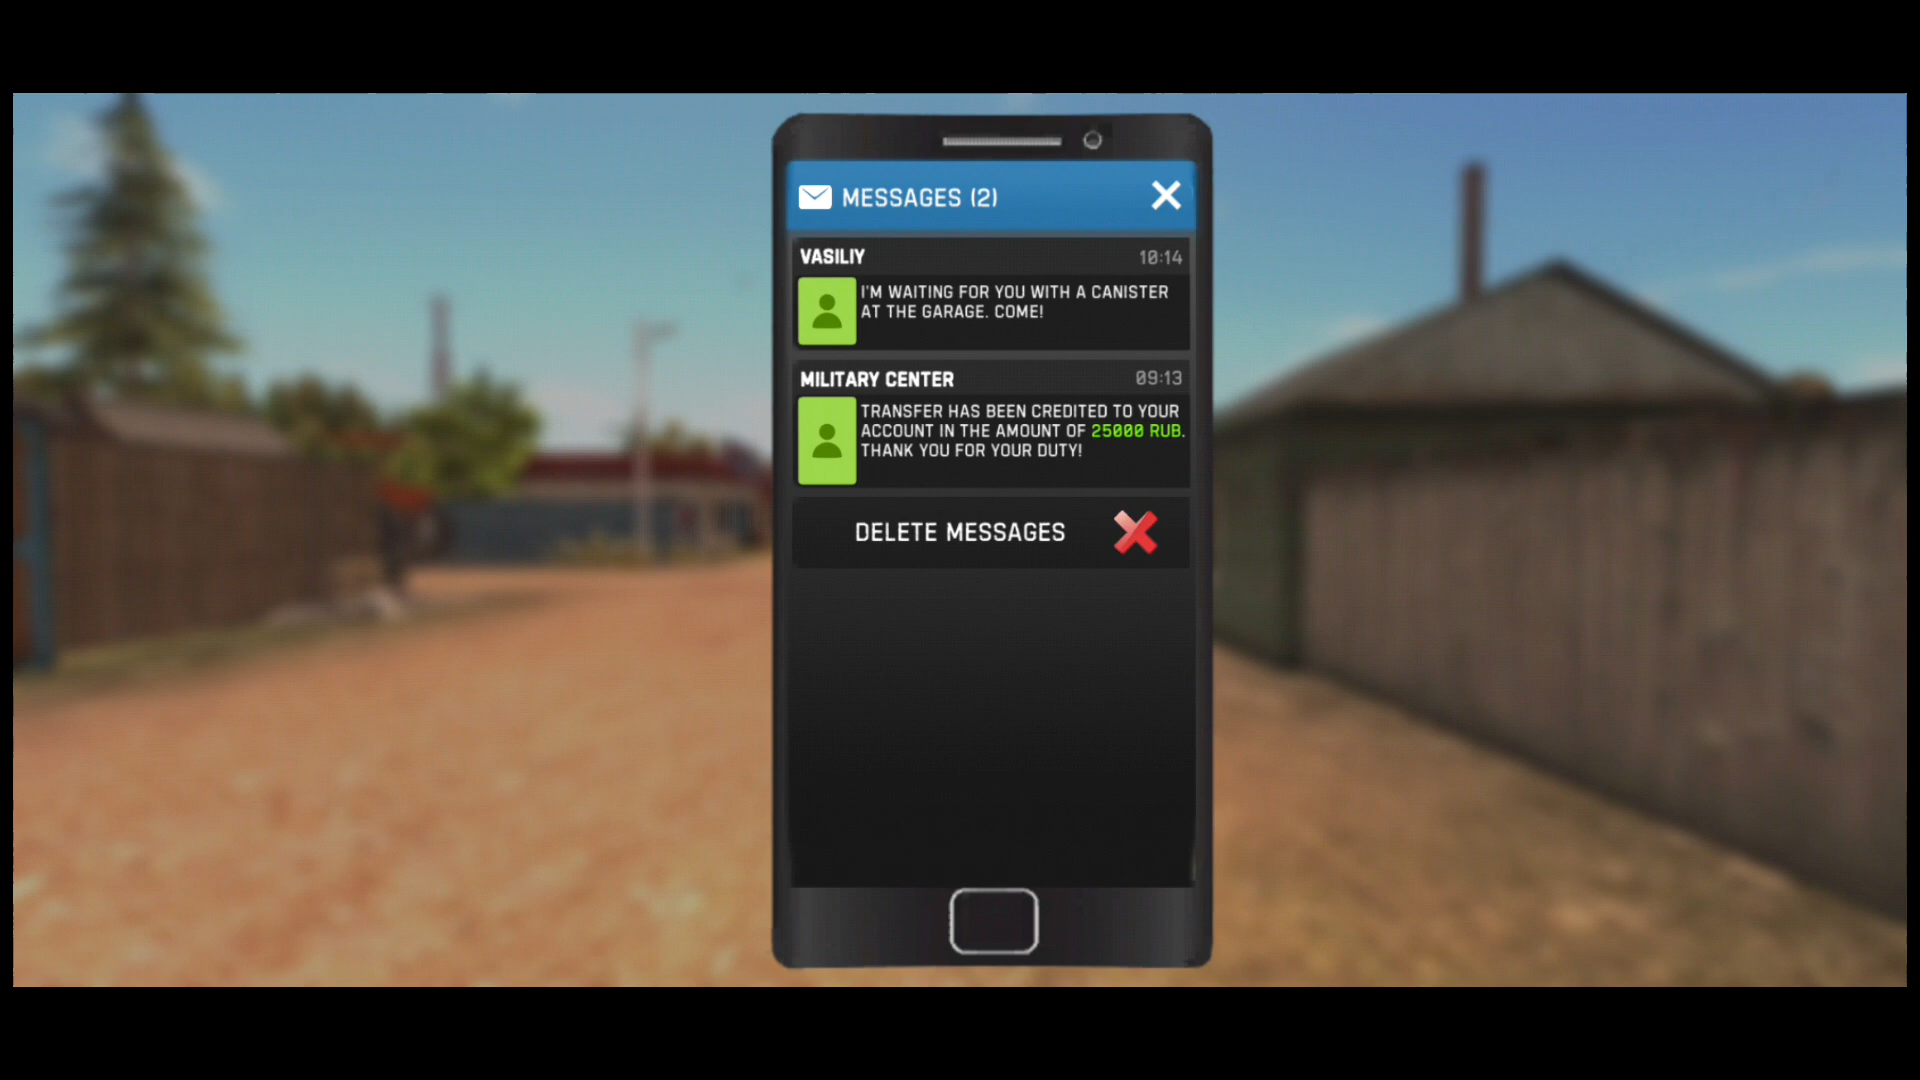 MESSAGES (2)
VASILIY 10:14
I'M WAITING FOR YOU WITH A CANISTER
AT THE GARAGE. COME!
MILITARY CENTER 09:13
TRANSFER HAS BEEN CREDITED TO YOUR
ACCOUNT IN THE AMOUNT OF 25000 RUB.
THANK YOU FOR YOUR DUTY!
DELETE MESSAGES